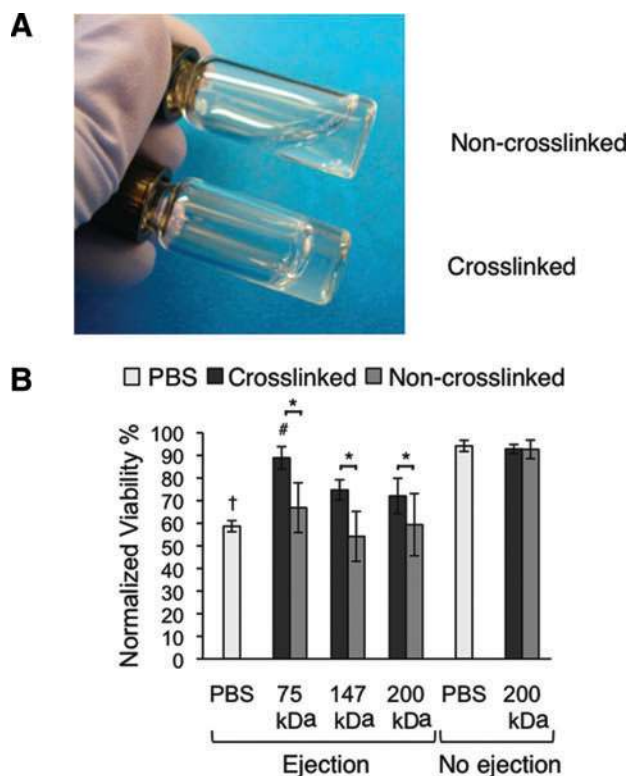 A
Non-crosslinked
Crosslinked
B
PBS Crosslinked Non-crosslinked
Normalized Viability %
100
90
80
70
60
50
40
30
20
10
0
†
#
*
*
*
PBS 75 kDa 147 kDa 200 kDa PBS 200 kDa
Ejection No ejection